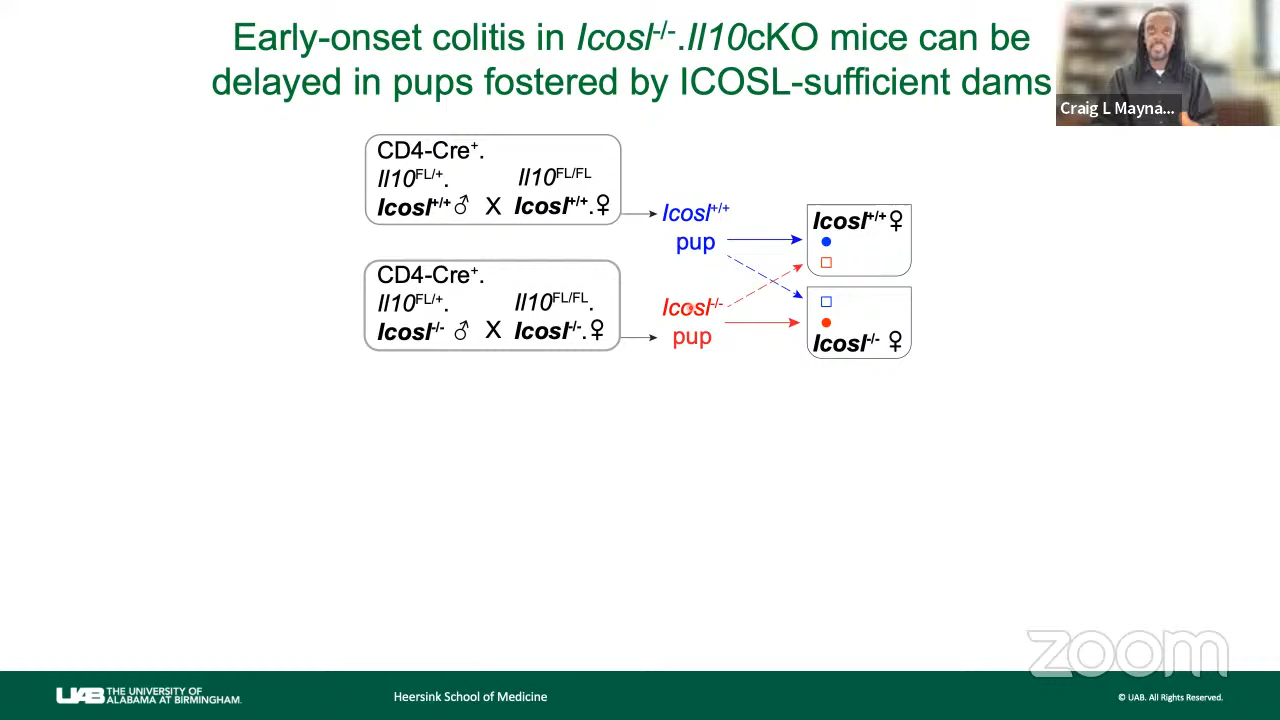 Early-onset colitis in Icosl-/-.Il10cKO mice can be
delayed in pups fostered by ICOSL-sufficient dams
Craig L Mayna...
CD4-Cre+.
Il10FL/+. Il10FL/FL
Icosl+/+ ♂ X Icosl+/+. ♀
Icosl+/+
pup
Icosl+/+ ♀
CD4-Cre+.
Il10FL/+. Il10FL/FL.
Icosl-/- ♂ X Icosl-/-. ♀
Icosl-/-
pup
Icosl-/- ♀
zoom
UAB THE UNIVERSITY OF
ALABAMA AT BIRMINGHAM.
Heersink School of Medicine
© UAB. All Rights Reserved.